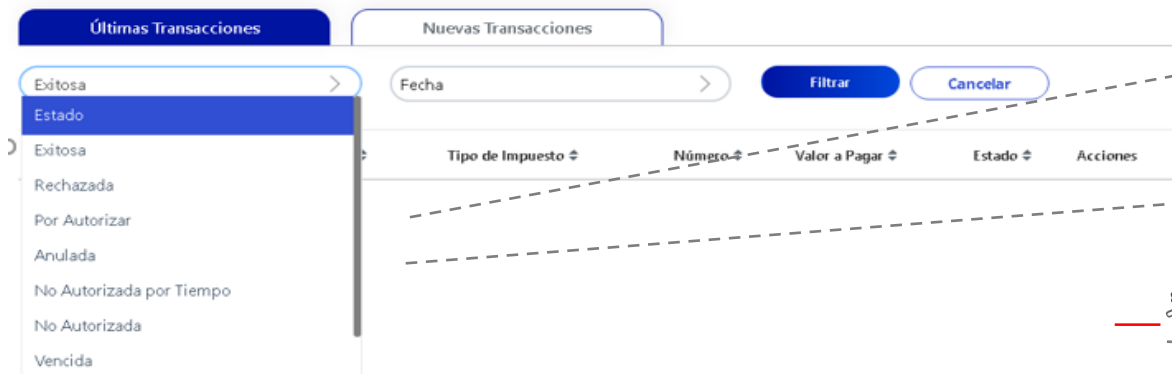 Últimas Transacciones
Nuevas Transacciones
Exitosa
Fecha
Filtrar
Cancelar
Estado
Tipo de Impuesto
Número
Valor a Pagar
Estado
Acciones
Exitosa
Rechazada
Por Autorizar
Anulada
No Autorizada por Tiempo
No Autorizada
Vencida